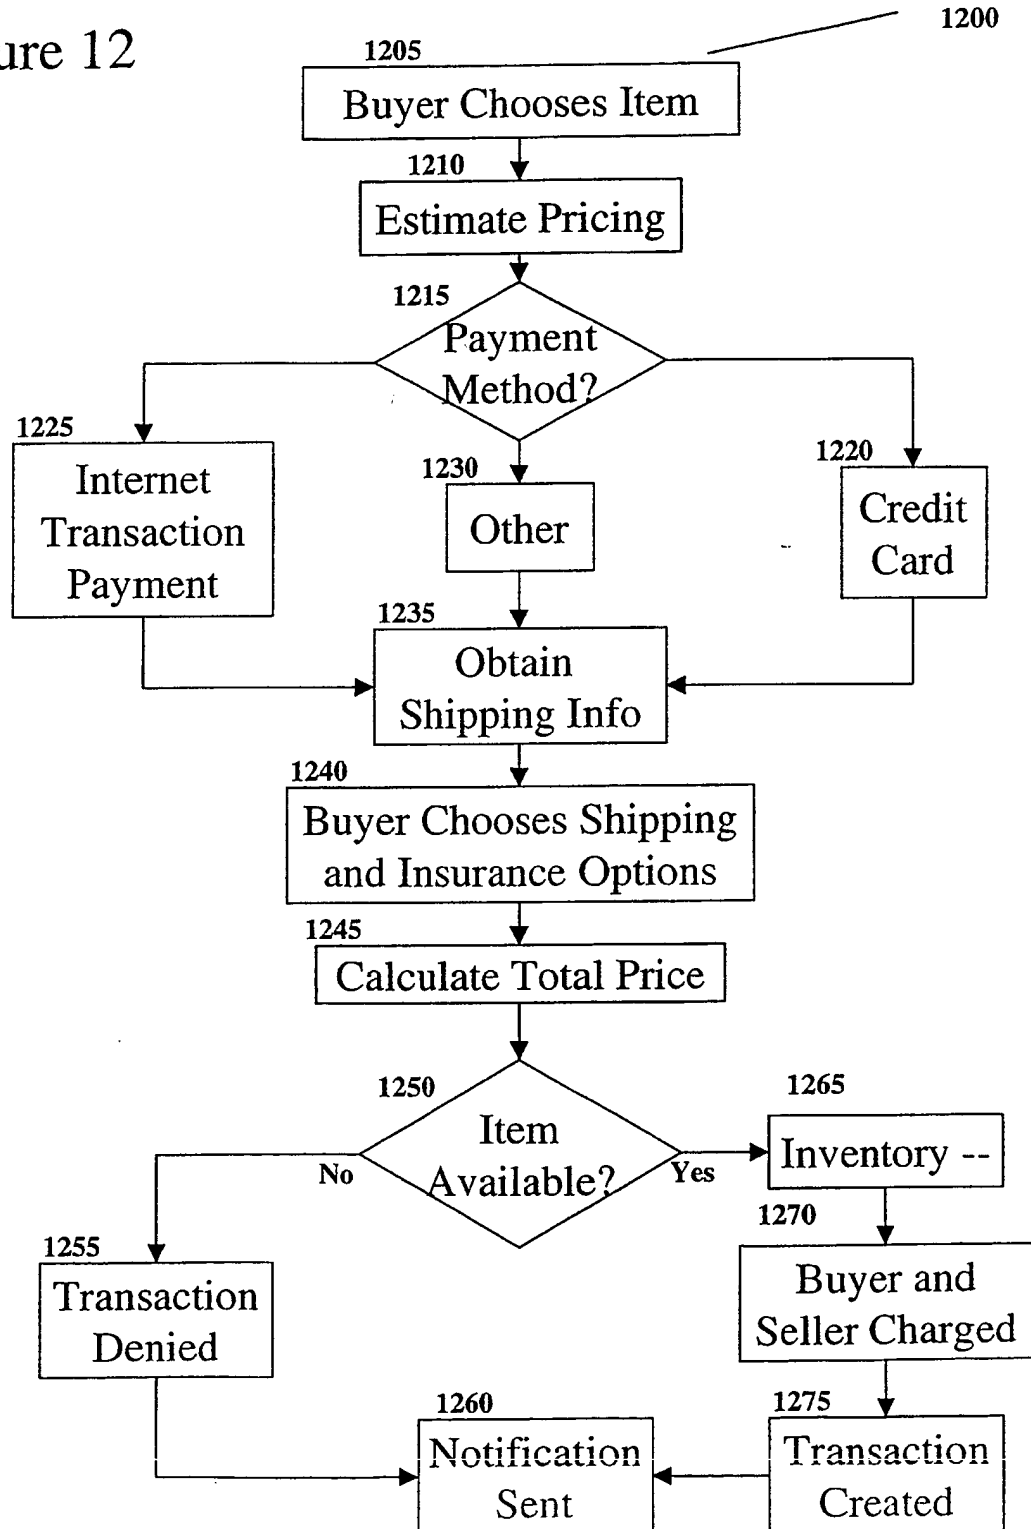 ure 12
1200
1205
Buyer Chooses Item
1210
Estimate Pricing
1215
Payment
Method?
1225
Internet
Transaction
Payment
1230
Other
1220
Credit
Card
1235
Obtain
Shipping Info
1240
Buyer Chooses Shipping
and Insurance Options
1245
Calculate Total Price
1250
Item
Available?
No
Yes
1265
Inventory --
1270
Buyer and
Seller Charged
1255
Transaction
Denied
1260
Notification
Sent
1275
Transaction
Created